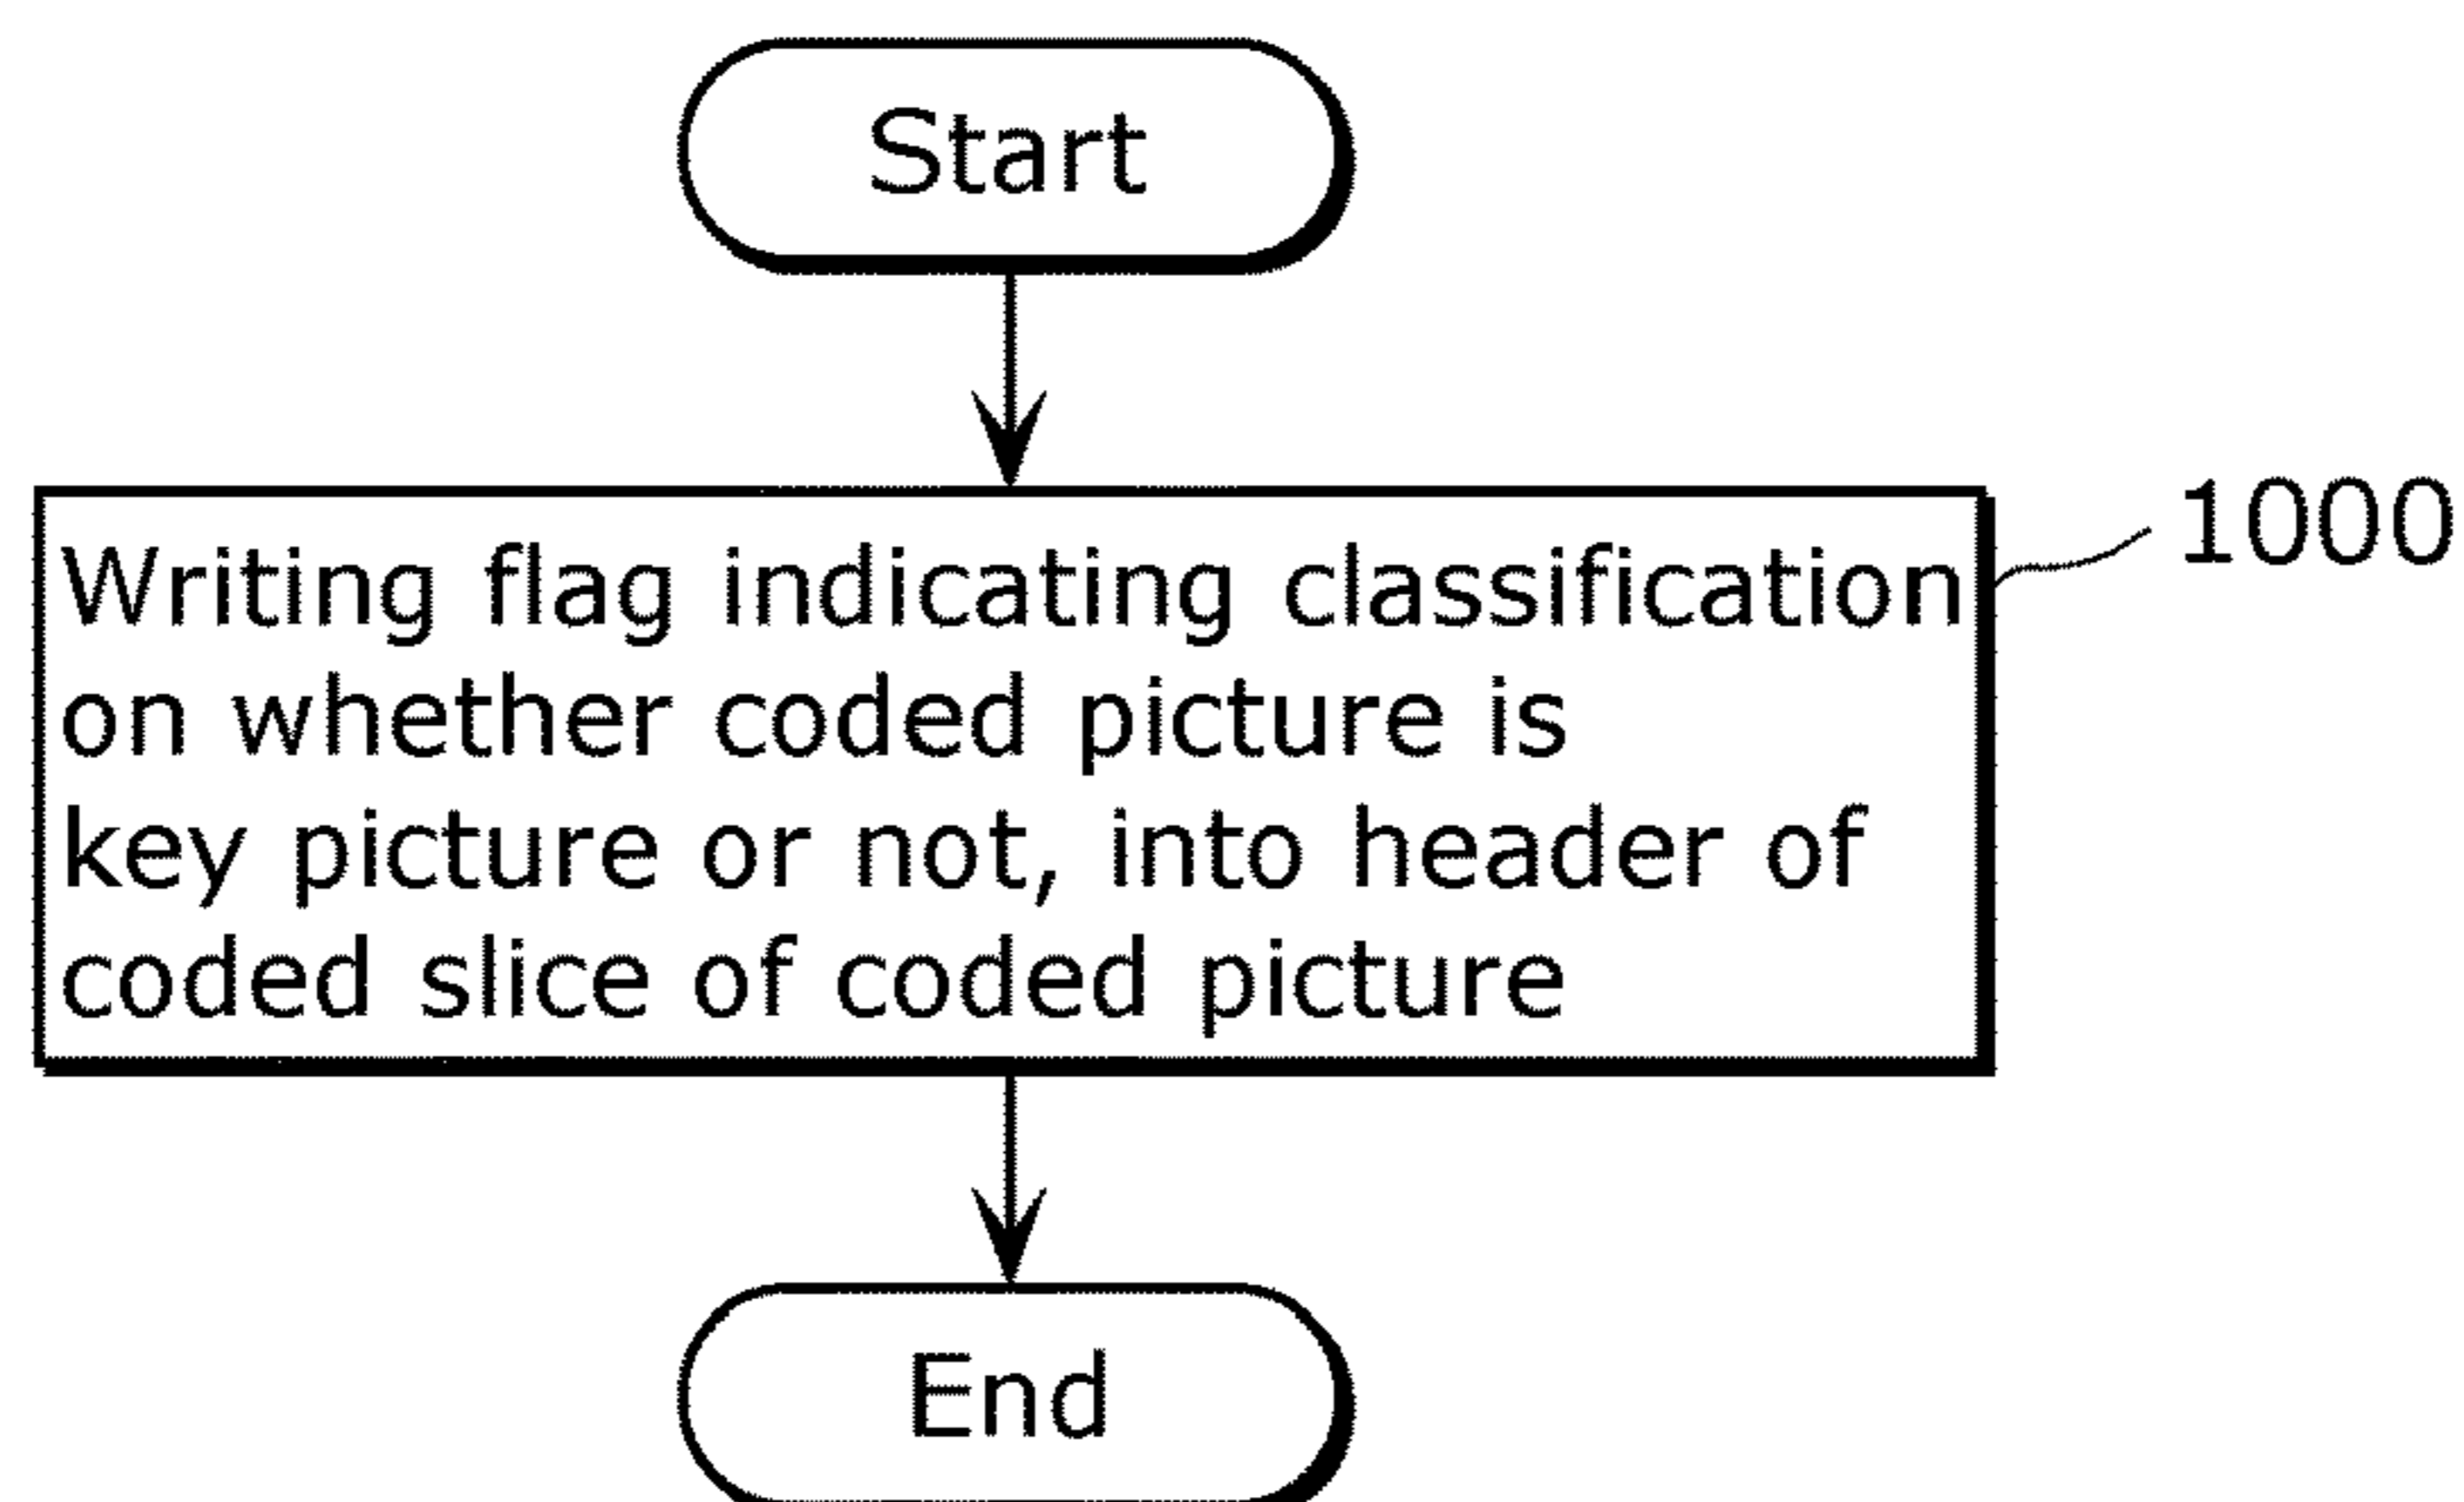 Start
Writing flag indicating classification
on whether coded picture is
key picture or not, into header of
coded slice of coded picture
1000
End